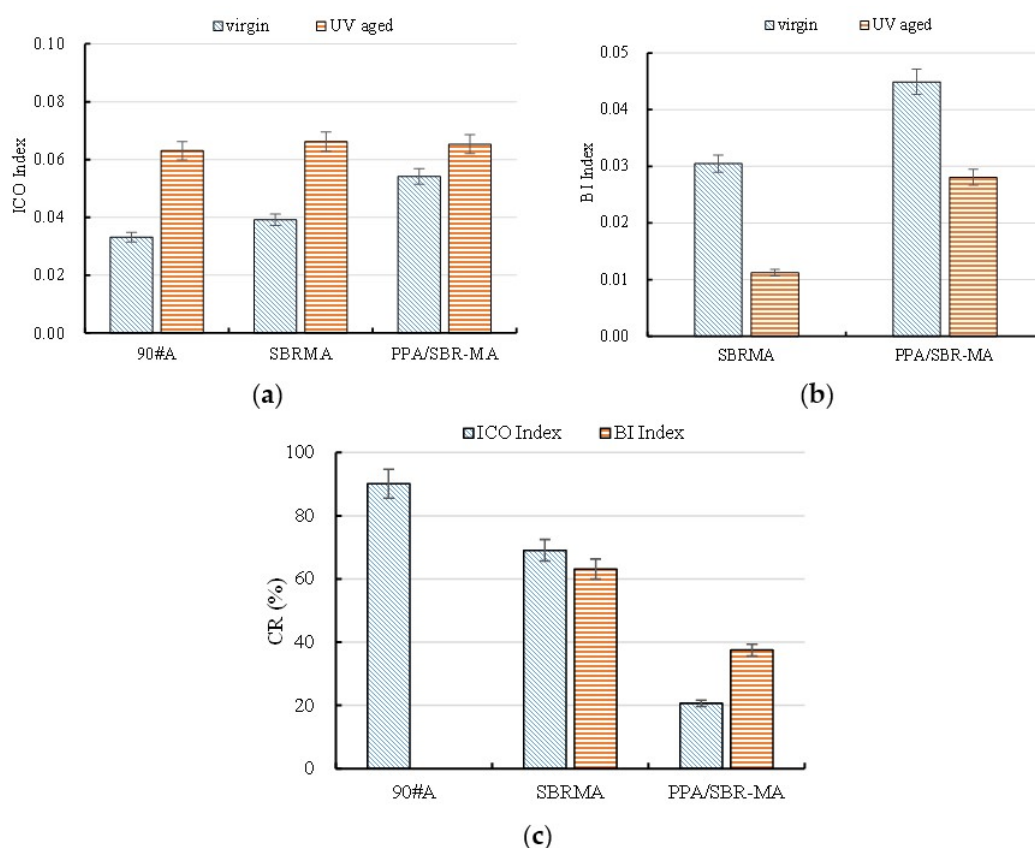 virgin UV aged
0.10
0.08
0.06
0.04
0.02
0.00
ICO Index
90#A SBRMA PPA/SBR-MA
(a)
virgin UV aged
0.05
0.04
0.03
0.02
0.01
0.00
BI Index
SBRMA PPA/SBR-MA
(b)
ICO Index BI Index
100
80
60
40
20
0
CR (%)
90#A SBRMA PPA/SBR-MA
(c)